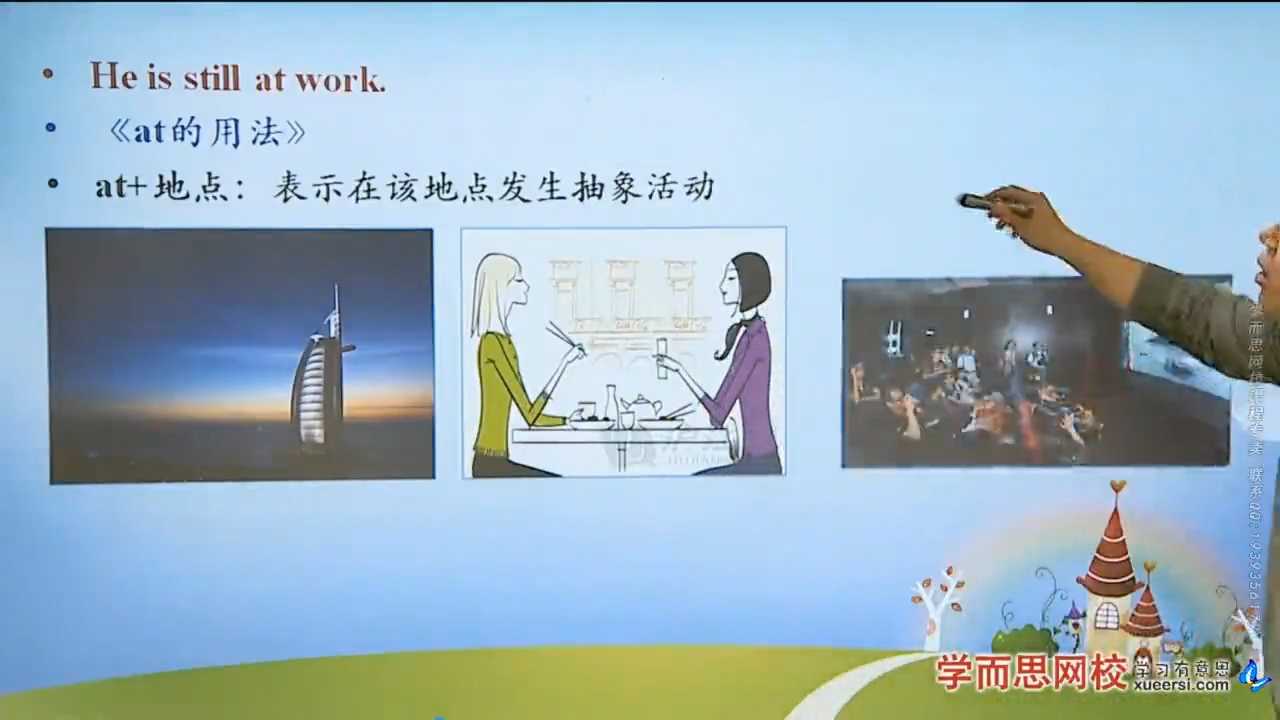 He is still at work.
《at的用法》
at+地点：表示在该地点发生抽象活动
学而思网校
学习有意思
xueersi.com